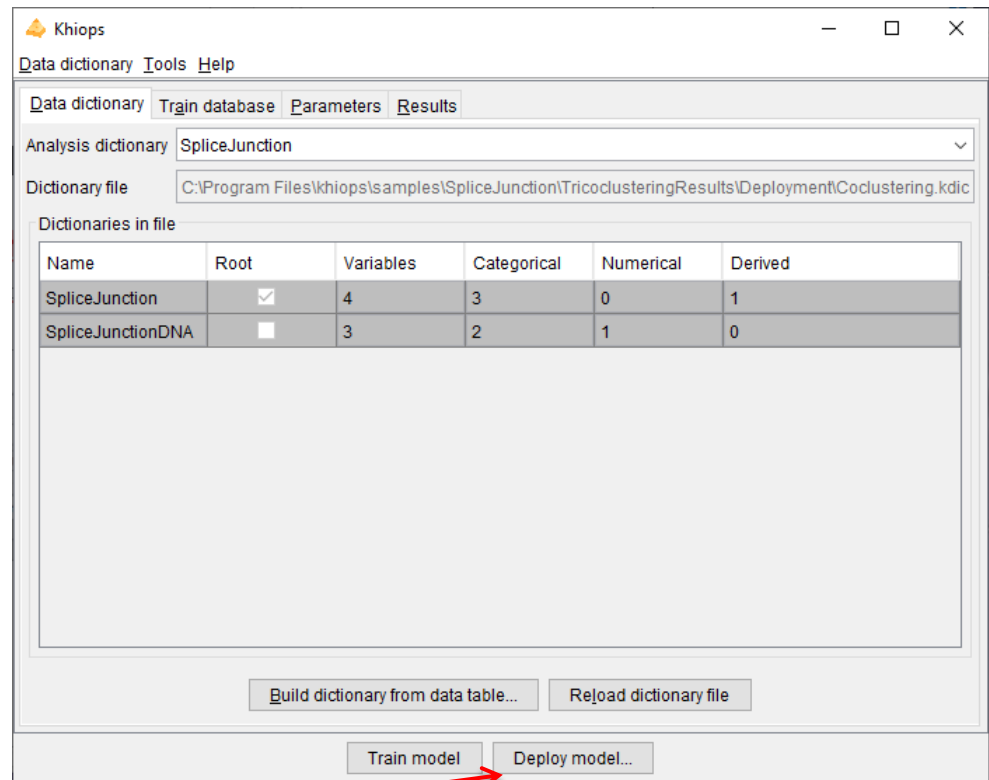 Khiops
Data dictionary Tools Help
Data dictionary Train database Parameters Results
Analysis dictionary SpliceJunction
Dictionary file C:\Program Files\khiops\samples\SpliceJunction\TricoclusteringResults\Deployment\Coclustering.kdic
Dictionaries in file
Name Root Variables Categorical Numerical Derived
SpliceJunction 4 3 0 1
SpliceJunctionDNA 3 2 1 0
Build dictionary from data table... Reload dictionary file
Train model Deploy model...